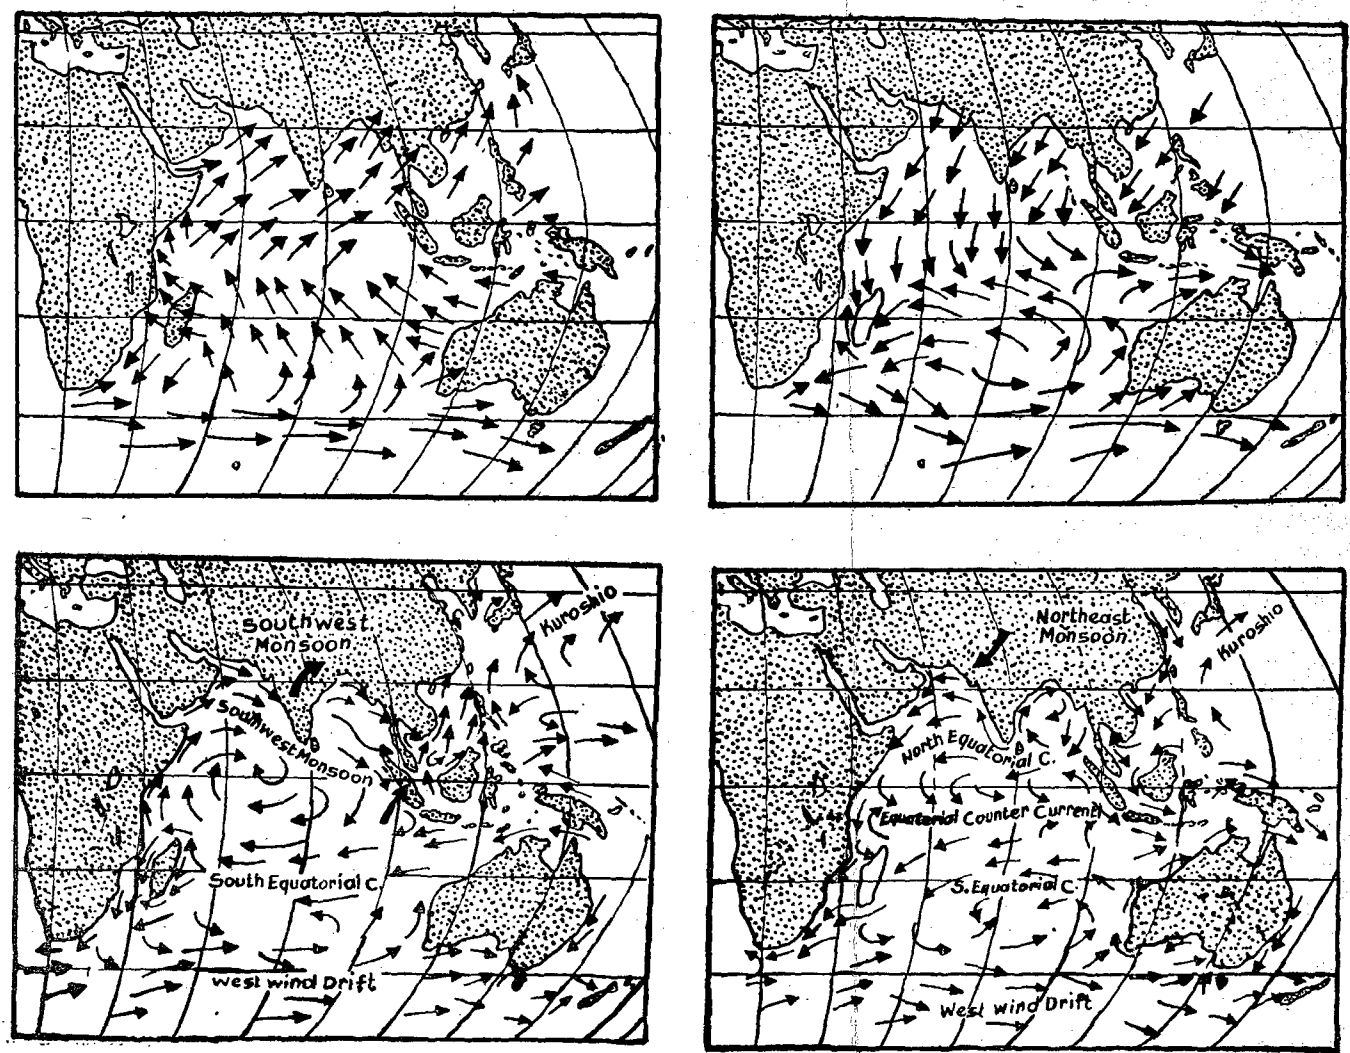 Southwest
Monsoon
Kuroshio
Southwest Monsoon
South Equatorial C.
West wind Drift
Northeast
Monsoon
Kuroshio
North Equatorial C.
Equatorial Counter Current
S. Equatorial C.
West wind Drift